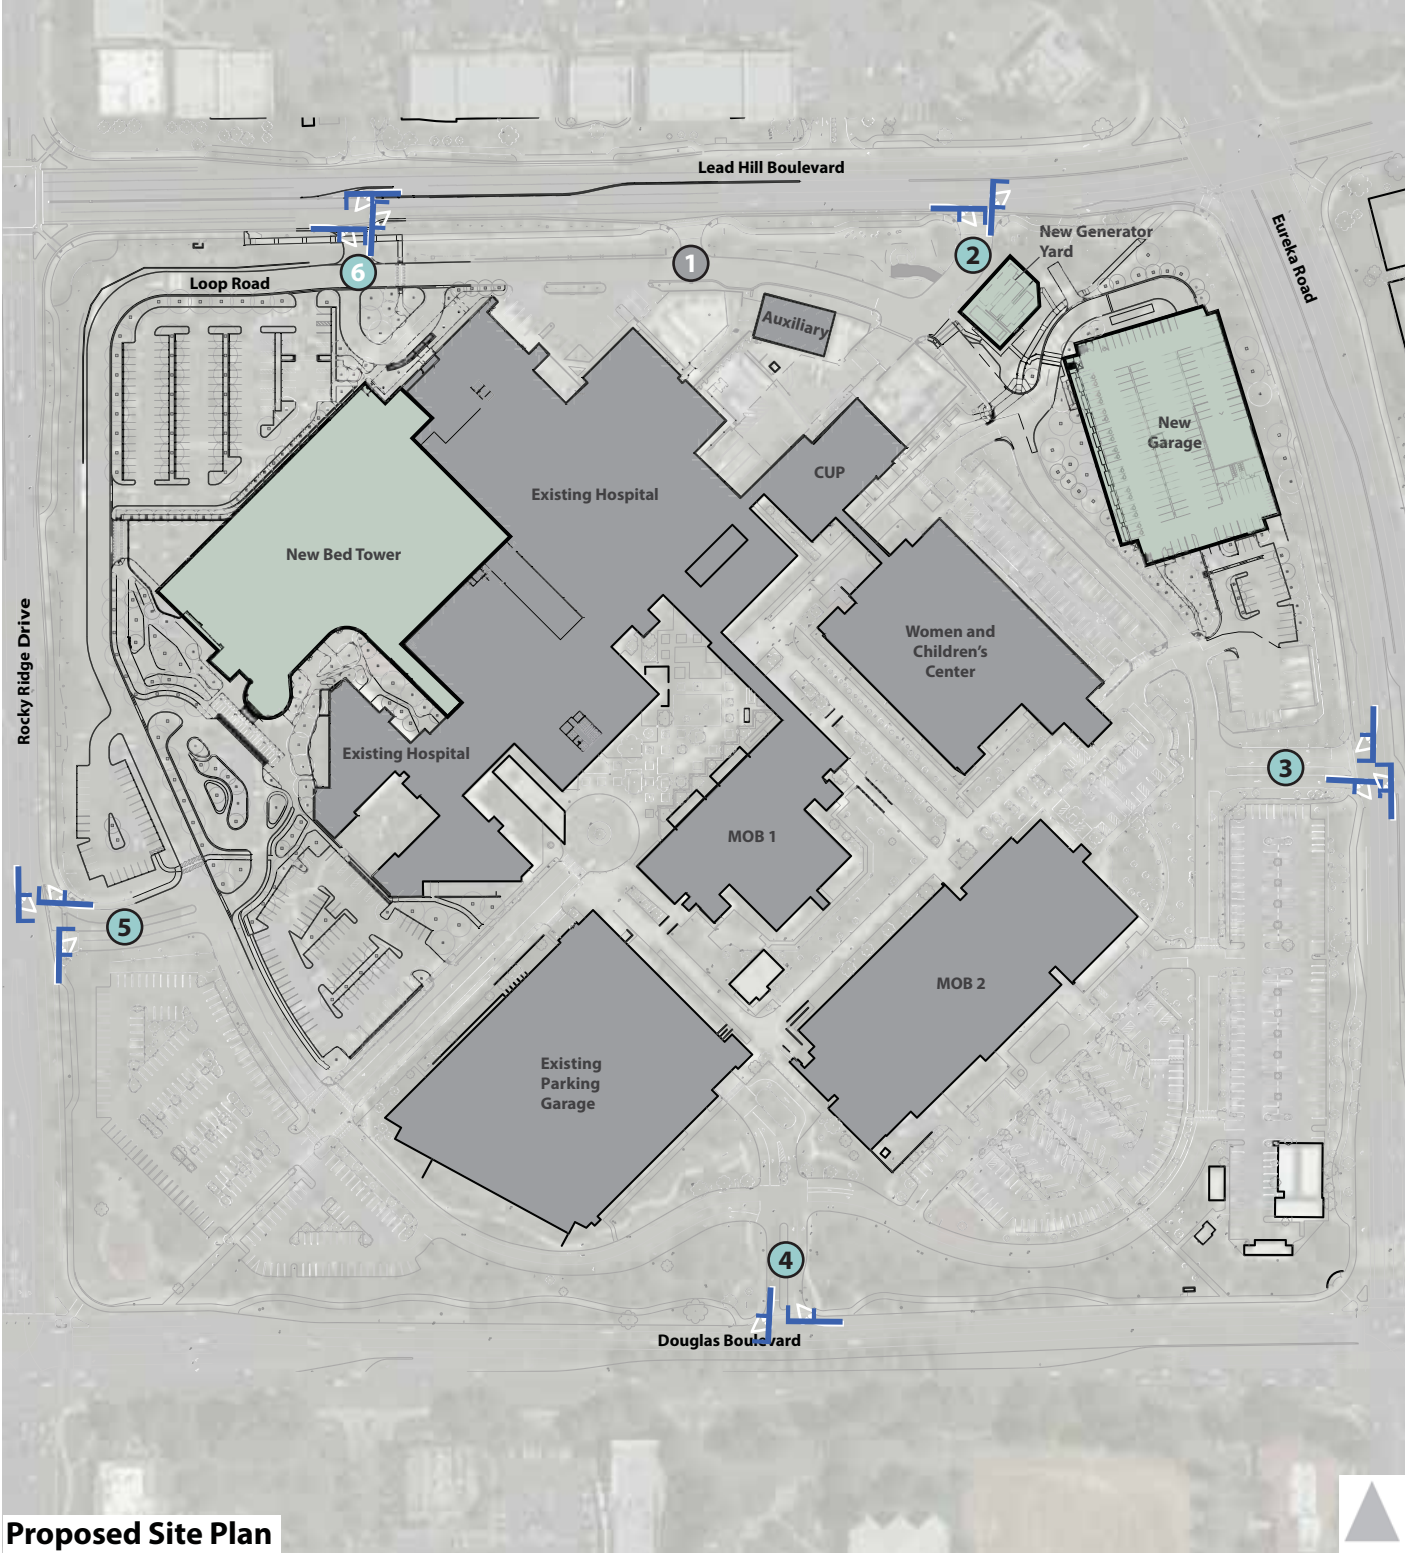 Lead Hill Boulevard
Eureka Road
New Generator
Yard
2
1
6
Loop Road
Auxiliary
New
Garage
CUP
Existing Hospital
New Bed Tower
Rocky Ridge Drive
Women and
Children's
Center
Existing Hospital
3
MOB 1
5
MOB 2
Existing
Parking
Garage
4
Douglas Boulevard
Proposed Site Plan